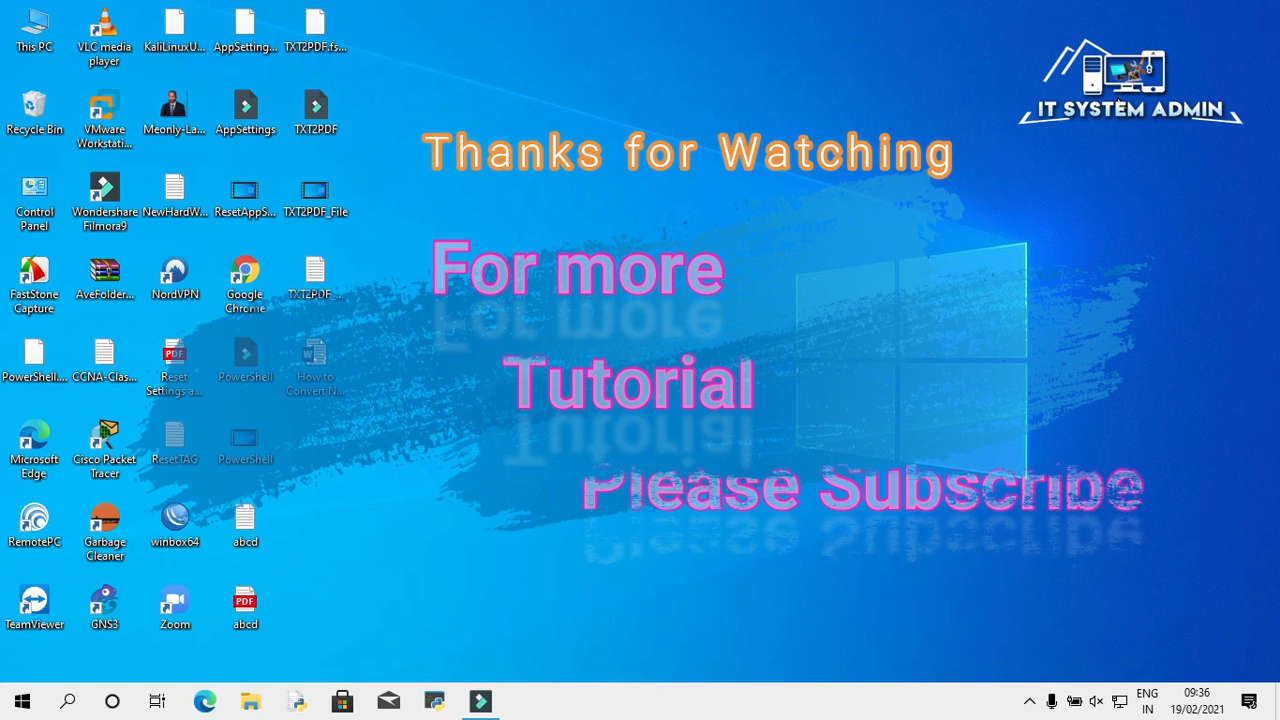 This PC
VLC media
player
KaliLinuxU...
AppSetting...
TXT2PDF.fs...
Recycle Bin
VMware
Workstati...
Meonly-La...
AppSettings
TXT2PDF
Control
Panel
Wondershare
Filmora9
NewHardW...
ResetAppS...
TXT2PDF_File
FastStone
Capture
AveFolder...
NordVPN
Google
Chrome
TXT2PDF_...
PowerShell....
CCNA-Clas...
PDF
Reset
Settings a...
PowerShell
How to
Convert N...
Microsoft
Edge
Cisco Packet
Tracer
ResetTAG
PowerShell
RemotePC
Garbage
Cleaner
winbox64
abcd
TeamViewer
GNS3
Zoom
PDF
abcd
IT SYSTEM ADMIN
Thanks for Watching
For more
Tutorial
Please Subscribe
ENG
IN
09:36
19/02/2021